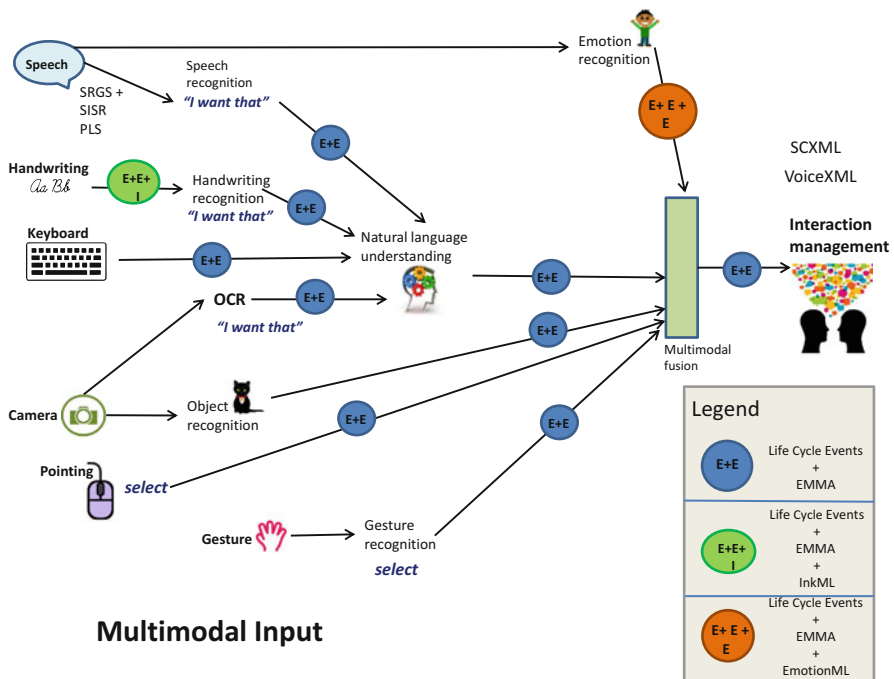 Speech
SRGS +
SISR
PLS
Speech
recognition
"I want that"
Emotion
recognition
E+ E +
E
E+E
SCXML
VoiceXML
Handwriting
Aa Bb
E+E+
I
Handwriting
recognition
"I want that"
E+E
Keyboard
E+E
Natural language
understanding
Interaction
management
E+E
E+E
OCR
E+E
"I want that"
E+E
Multimodal
fusion
Camera
Object
recognition
E+E
E+E
Pointing
select
Gesture
Gesture
recognition
select
Multimodal Input
Legend
E+E
Life Cycle Events
+
EMMA
E+E+
I
Life Cycle Events
+
EMMA
+
InkML
E+ E +
E
Life Cycle Events
+
EMMA
+
EmotionML